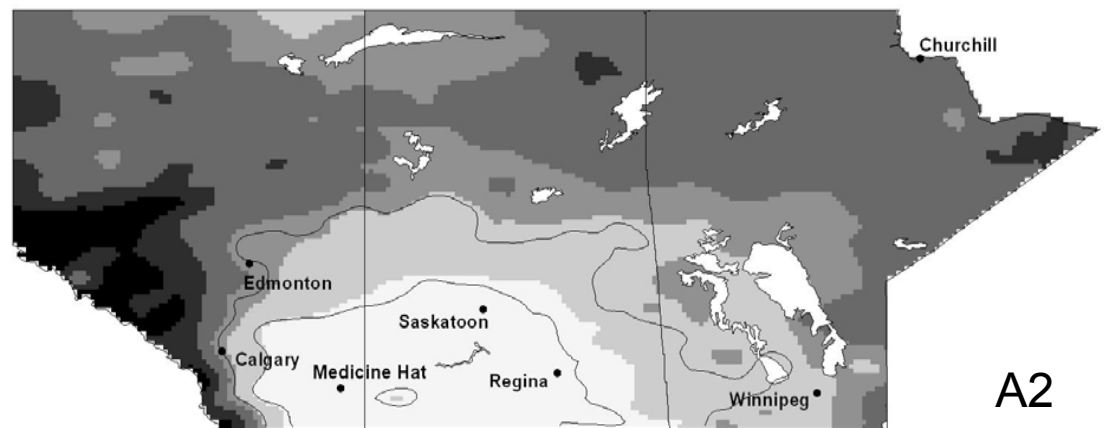 Churchill
Edmonton
Saskatoon
Calgary
Medicine Hat
Regina
Winnipeg
A2